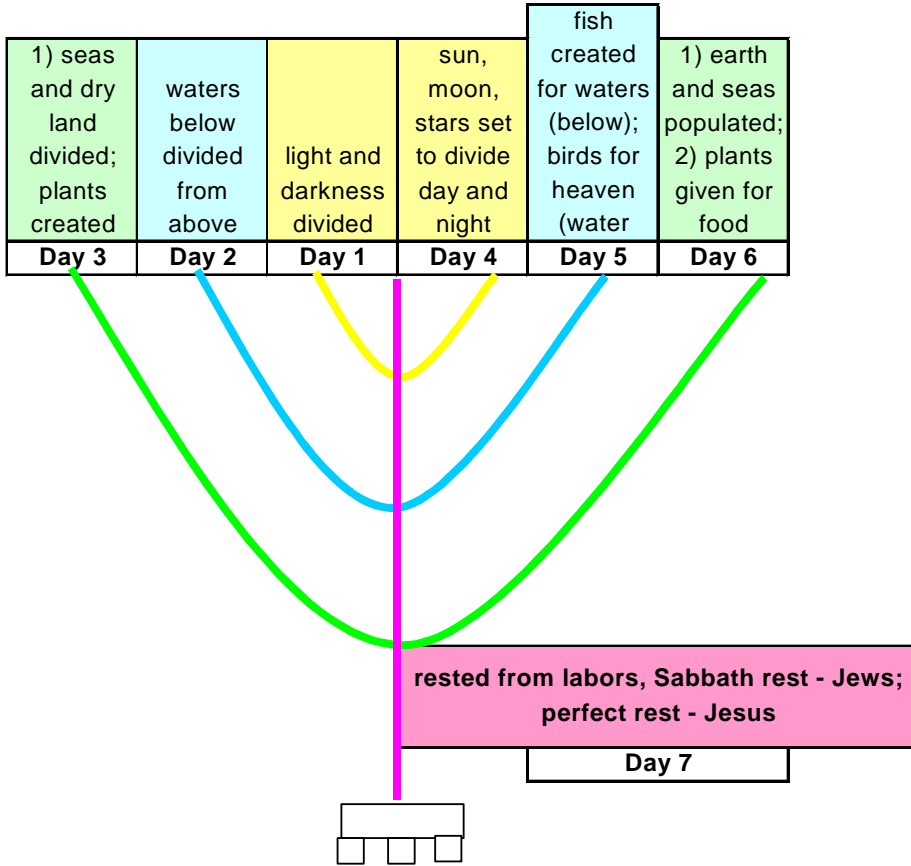 1) seas
and dry
land
divided;
plants
created
Day 3
waters
below
divided
from
above
Day 2
light and
darkness
divided
Day 1
sun,
moon,
stars set
to divide
day and
night
Day 4
fish
created
for waters
(below);
birds for
heaven
(water
Day 5
1) earth
and seas
populated;
2) plants
given for
food
Day 6
rested from labors, Sabbath rest - Jews;
perfect rest - Jesus
Day 7